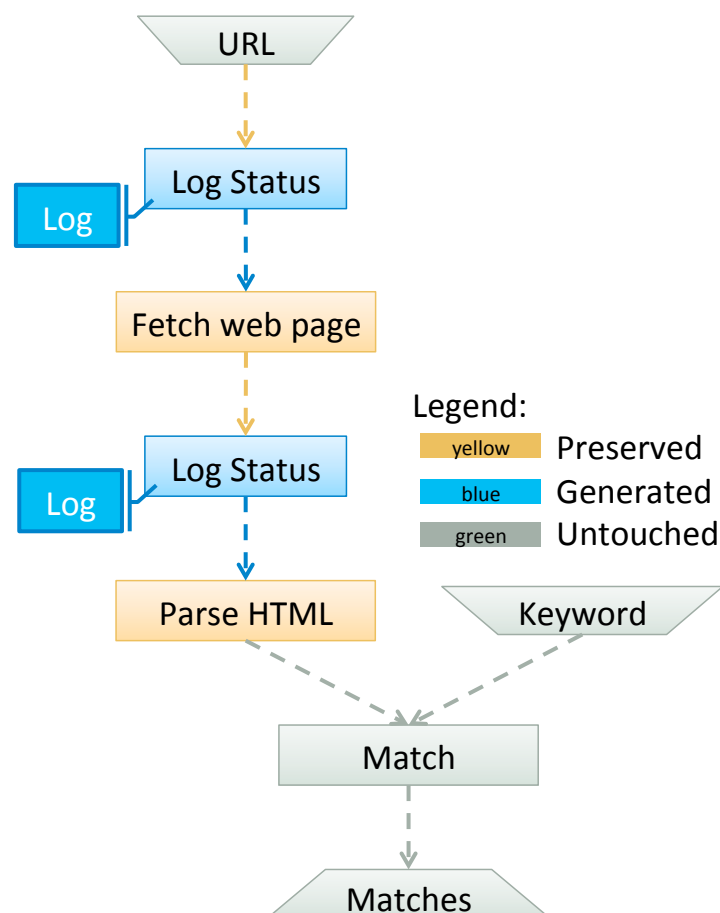 URL
Log Status
Log
Fetch web page
Legend:
yellow Preserved
Log Status
blue Generated
Log
green Untouched
Parse HTML
Keyword
Match
Matches